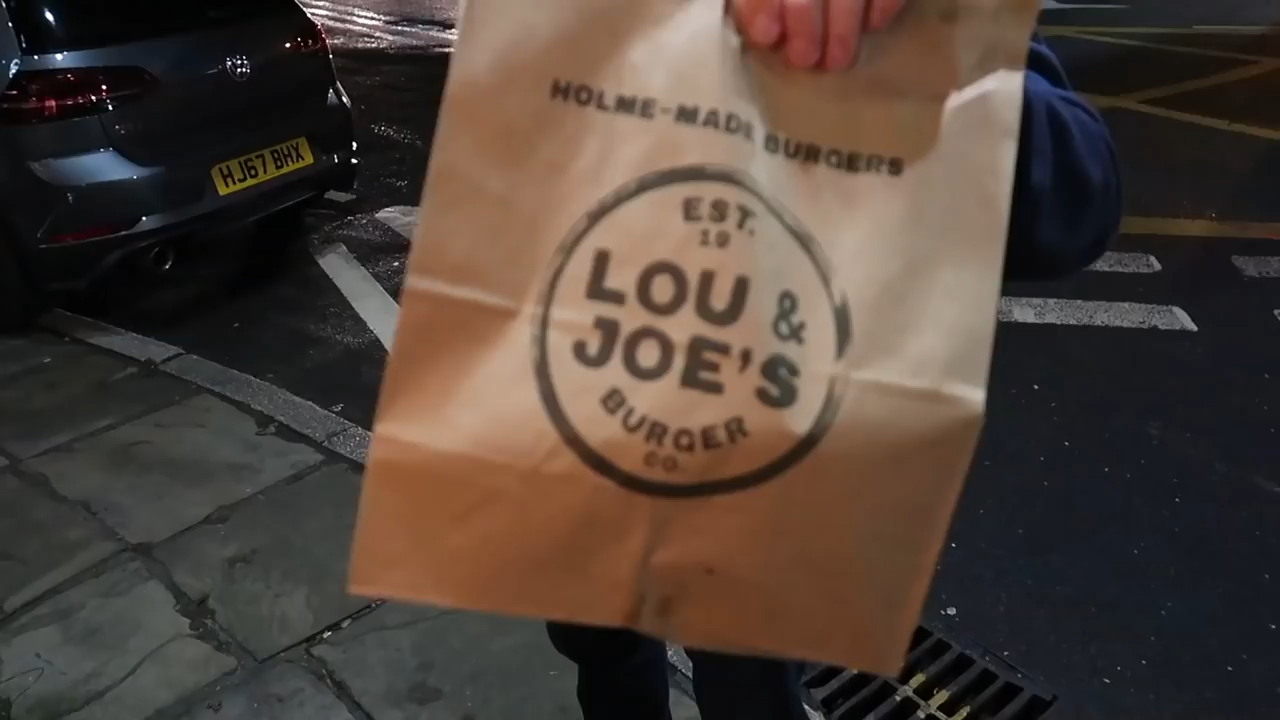 HJ67 BHX
HOLME-MADE BURGERS
EST.
19
LOU &
JOE'S
BURGER
CO.